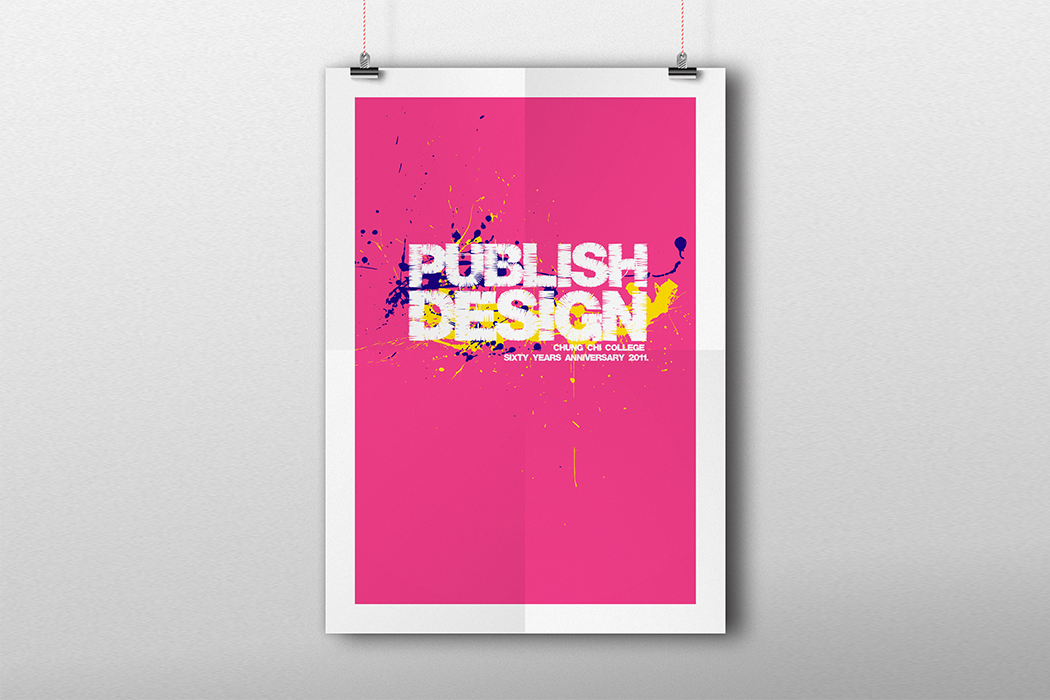 PUBLISH
DESIGN
CHUNG CHI COLLEGE
SIXTY YEARS ANNIVERSARY 2011.